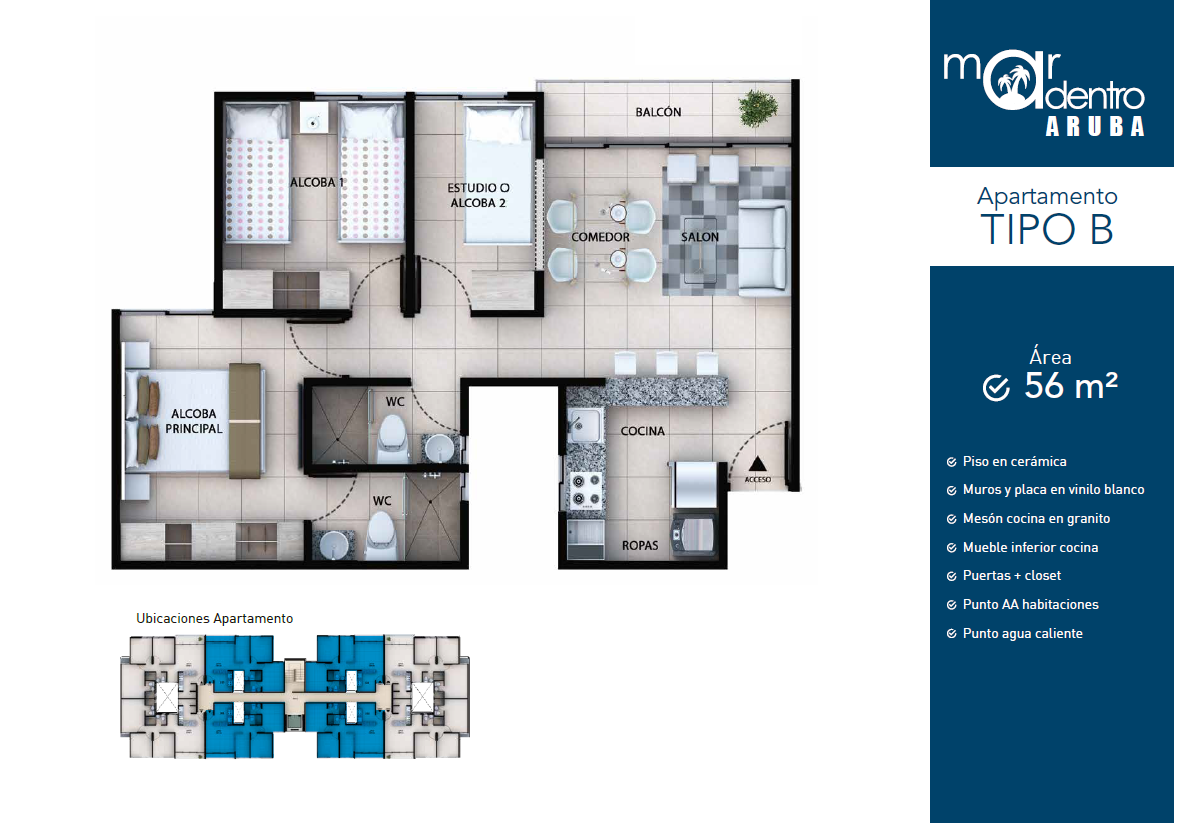 BALCÓN
ALCOBA 1
ESTUDIO O
ALCOBA 2
COMEDOR
SALON
ALCOBA
PRINCIPAL
WC
COCINA
ACCESO
WC
ROPAS
Ubicaciones Apartamento
mar
adentro
ARUBA
Apartamento
TIPO B
Área
56 m²
Piso en cerámica
Muros y placa en vinilo blanco
Mesón cocina en granito
Mueble inferior cocina
Puertas + closet
Punto AA habitaciones
Punto agua caliente